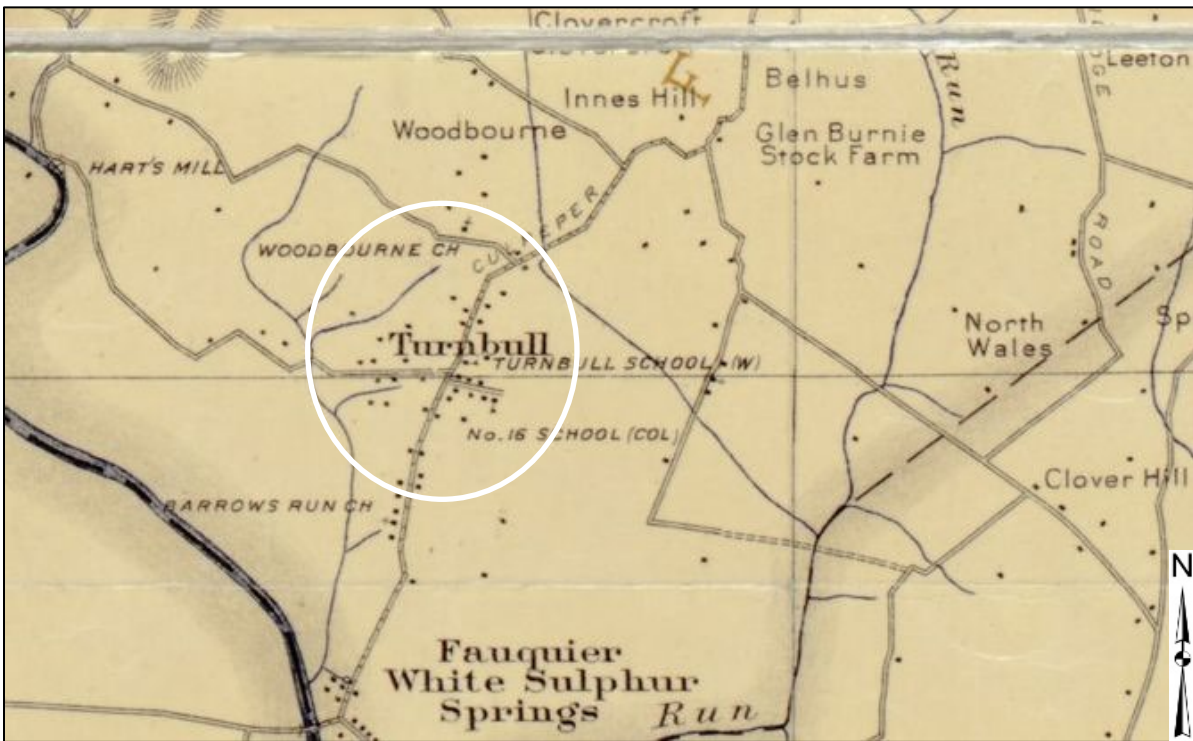 Clovercroft
Run
Leeton
Belhus
Innes Hill
Woodbourne
Glen Burnie
Stock Farm
HART'S MILL
CULPEPER
ROAD
WOODBOURNE CH
North
Wales
Sp
Turnbull
TURNBULL SCHOOL (W)
No. 16 SCHOOL (COL)
Clover Hill
BARROWS RUN CH
N
Fauquier
White Sulphur
Springs
Run